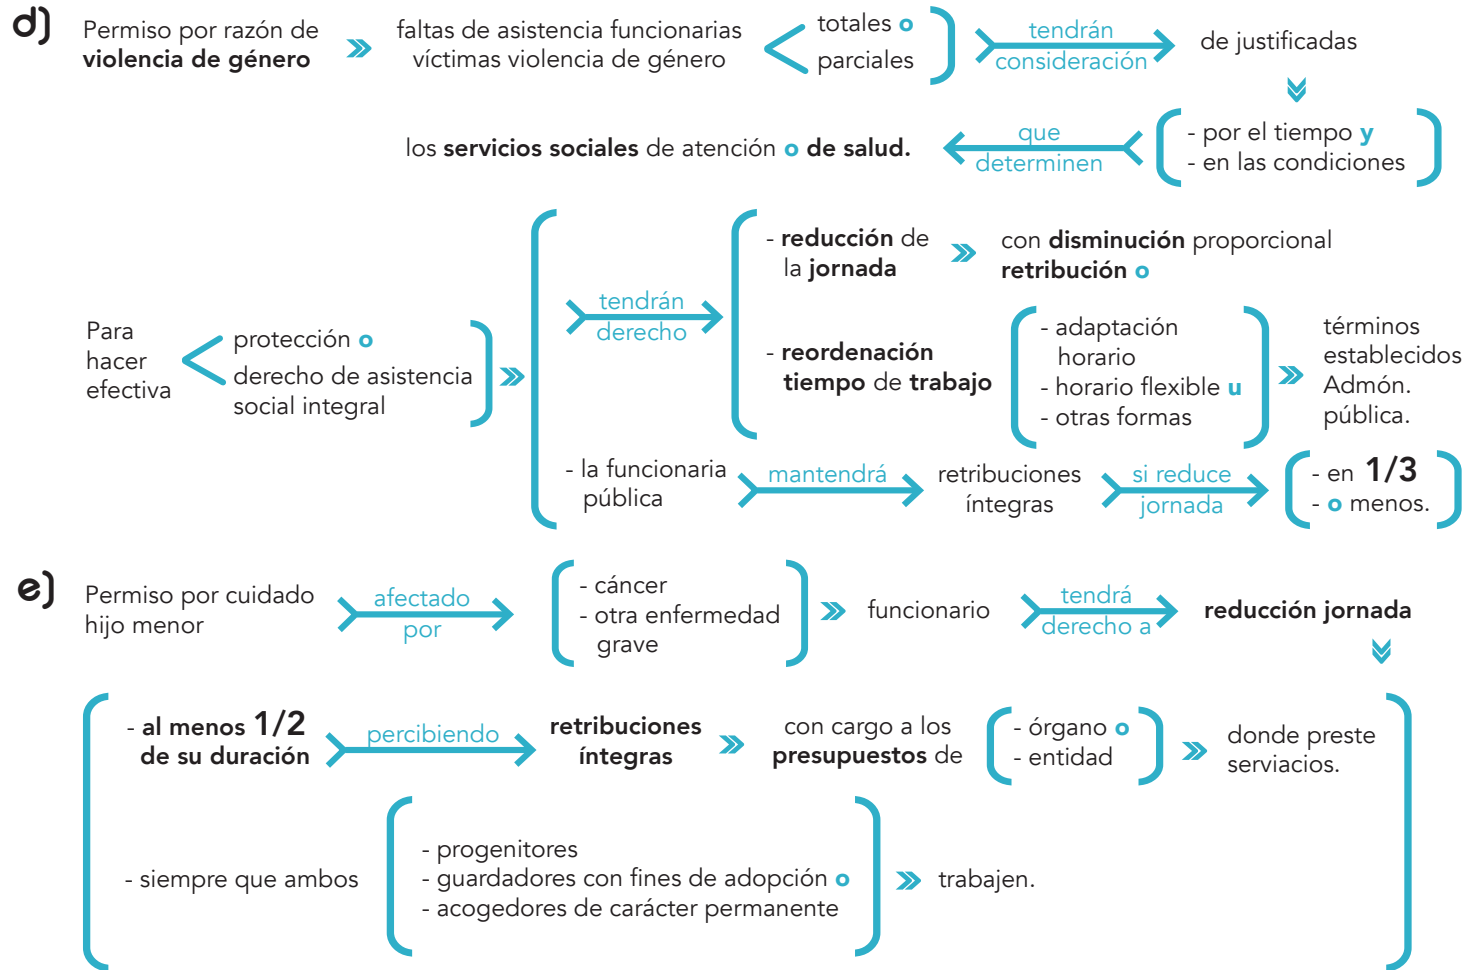 d) Permiso por razón de
violencia de género
faltas de asistencia funcionarias
víctimas violencia de género
totales o
parciales
tendrán
consideración
de justificadas
- por el tiempo y
- en las condiciones
que
determinen
los servicios sociales de atención o de salud.
Para
hacer
efectiva
protección o
derecho de asistencia
social integral
tendrán
derecho
- reducción de
la jornada
con disminución proporcional
retribución o
- reordenación
tiempo de trabajo
- adaptación
horario
- horario flexible u
- otras formas
términos
establecidos
Admón.
pública.
- la funcionaria
pública
mantendrá
retribuciones
íntegras
si reduce
jornada
- en 1/3
- o menos.
e) Permiso por cuidado
hijo menor
afectado
por
- cáncer
- otra enfermedad
grave
funcionario
tendrá
derecho a
reducción jornada
- al menos 1/2
de su duración
percibiendo
retribuciones
íntegras
con cargo a los
presupuestos de
- órgano o
- entidad
donde preste
serviacios.
- siempre que ambos
- progenitores
- guardadores con fines de adopción o
- acogedores de carácter permanente
trabajen.